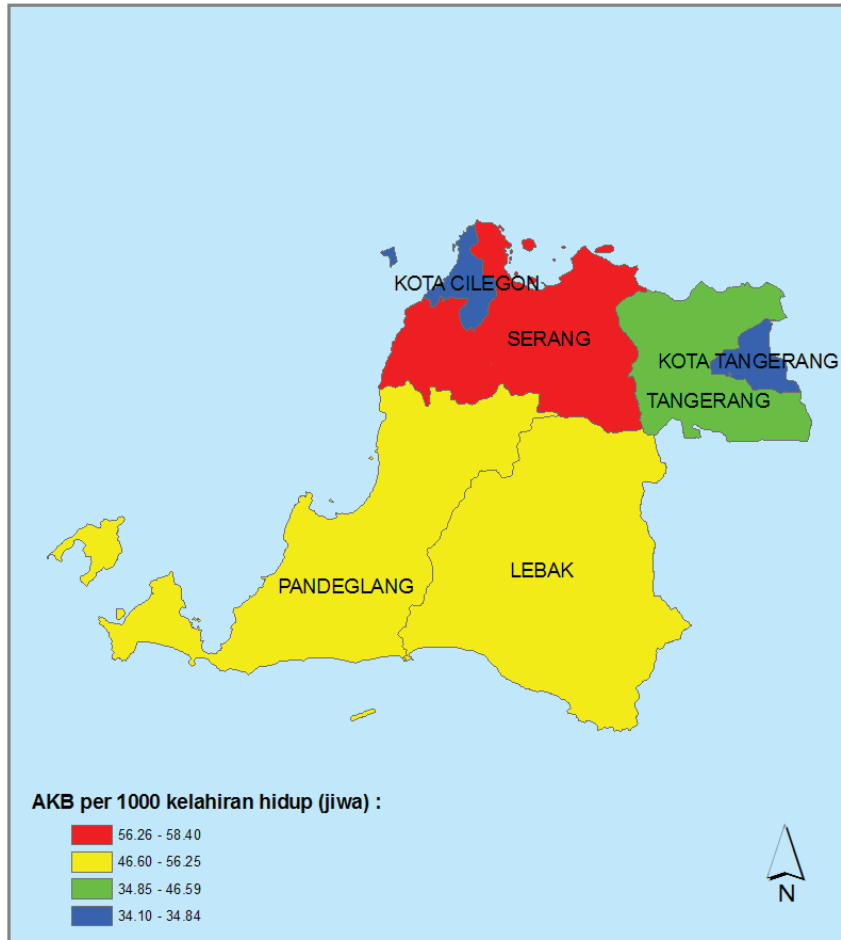 KOTA CILEGON
SERANG
KOTA TANGERANG
TANGERANG
PANDEGLANG
LEBAK
AKB per 1000 kelahiran hidup (jiwa) :
56.26 - 58.40
46.60 - 56.25
34.85 - 46.59
34.10 - 34.84
N